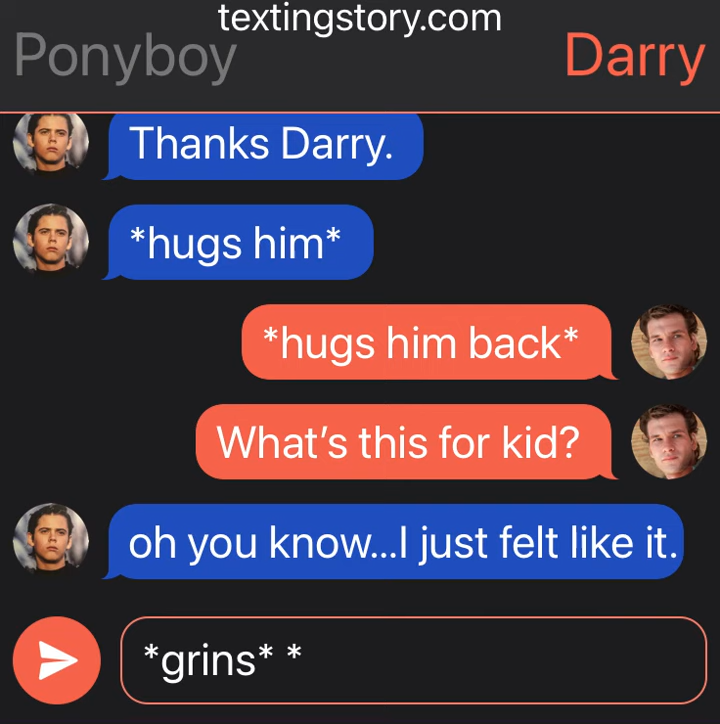 textingstory.com
Ponyboy
Darry
Thanks Darry.
*hugs him*
*hugs him back*
What's this for kid?
oh you know...I just felt like it.
*grins* *